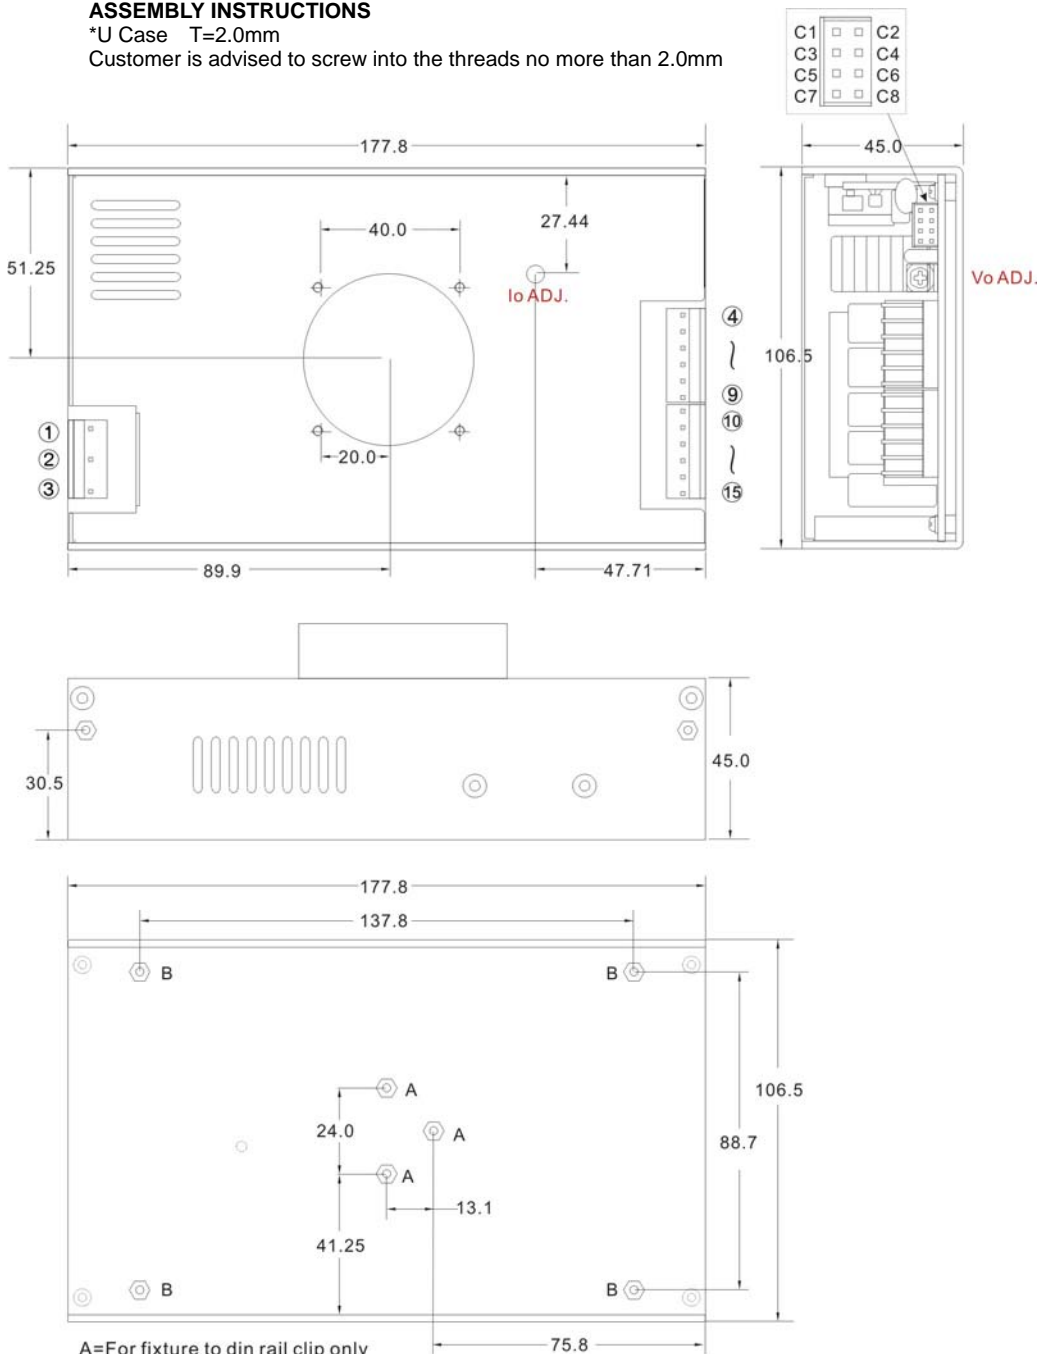 ASSEMBLY INSTRUCTIONS
*U Case T=2.0mm
Customer is advised to screw into the threads no more than 2.0mm
C1 C2
C3 C4
C5 C6
C7 C8
177.8
45.0
51.25
40.0
27.44
Io ADJ.
Vo ADJ.
④
⑨
⑩
⑮
106.5
①
②
③
20.0
89.9
47.71
30.5
45.0
177.8
137.8
B
B
A
24.0
A
A
13.1
41.25
106.5
88.7
B
B
75.8
A=For fixture to din rail clip only